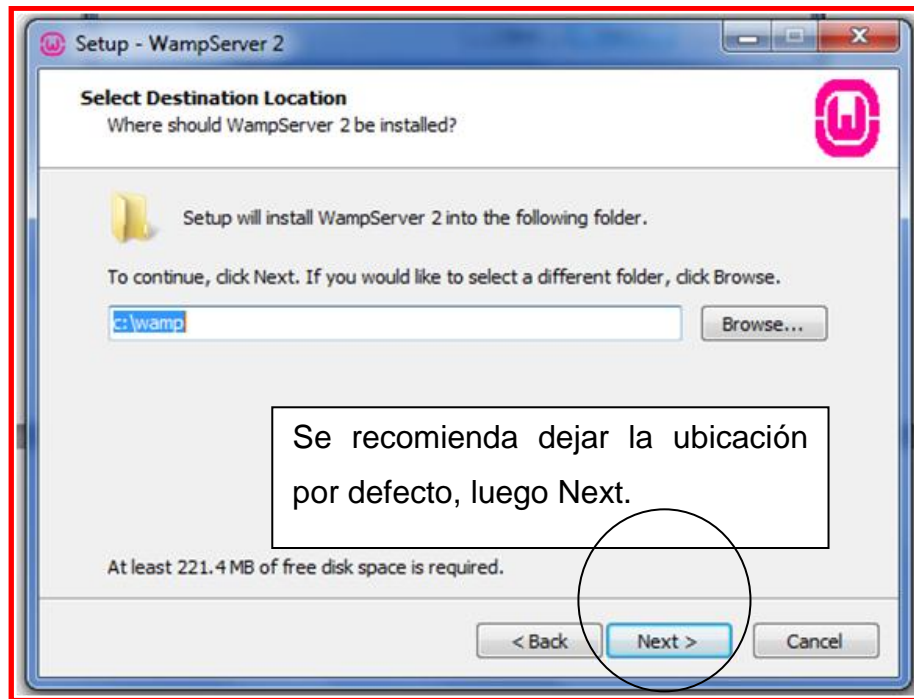 Setup - WampServer 2
Select Destination Location
Where should WampServer 2 be installed?
Setup will install WampServer 2 into the following folder.
To continue, click Next. If you would like to select a different folder, click Browse.
c:\wamp
Browse...
Se recomienda dejar la ubicación
por defecto, luego Next.
At least 221.4 MB of free disk space is required.
< Back
Next >
Cancel